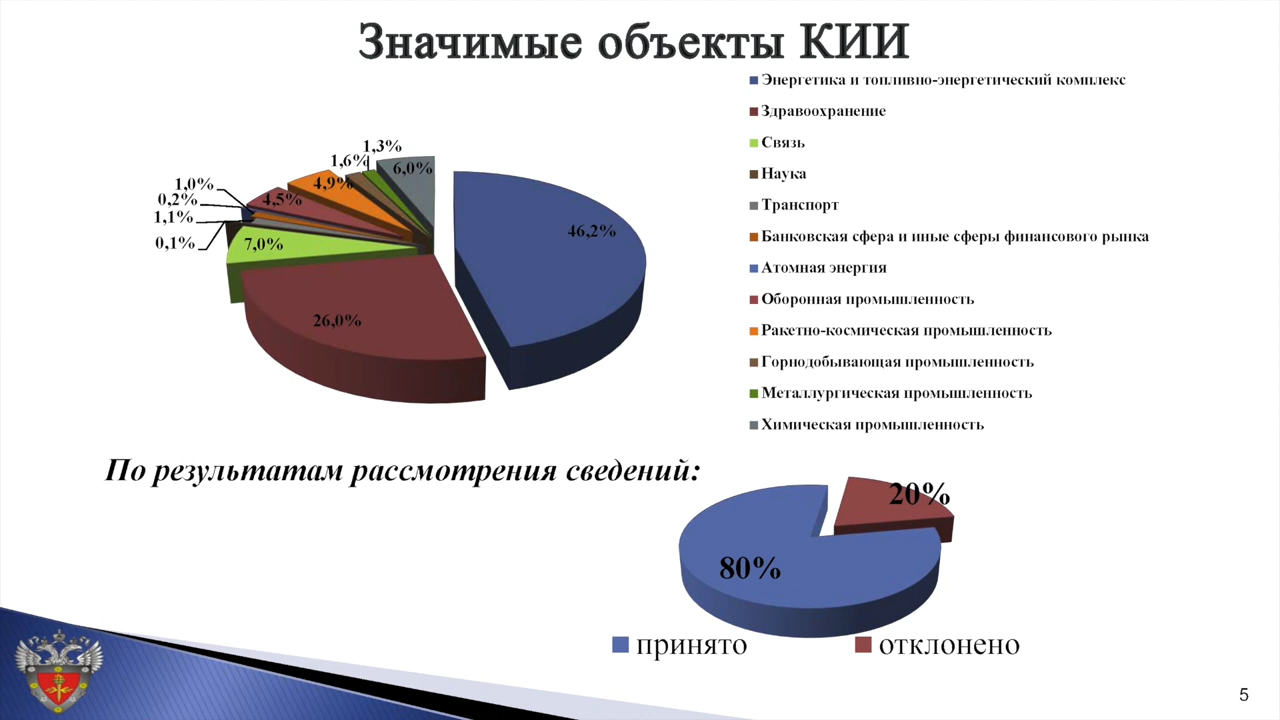 Значимые объекты КИИ
Энергетика и топливно-энергетический комплекс
Здравоохранение
Связь
Наука
Транспорт
Банковская сфера и иные сферы финансового рынка
Атомная энергия
Оборонная промышленность
Ракетно-космическая промышленность
Горнодобывающая промышленность
Металлургическая промышленность
Химическая промышленность
1,3%
1,6%
6,0%
4,9%
1,0%
0,2%
4,5%
1,1%
0,1%
7,0%
46,2%
26,0%
По результатам рассмотрения сведений:
20%
80%
принято
отклонено
5